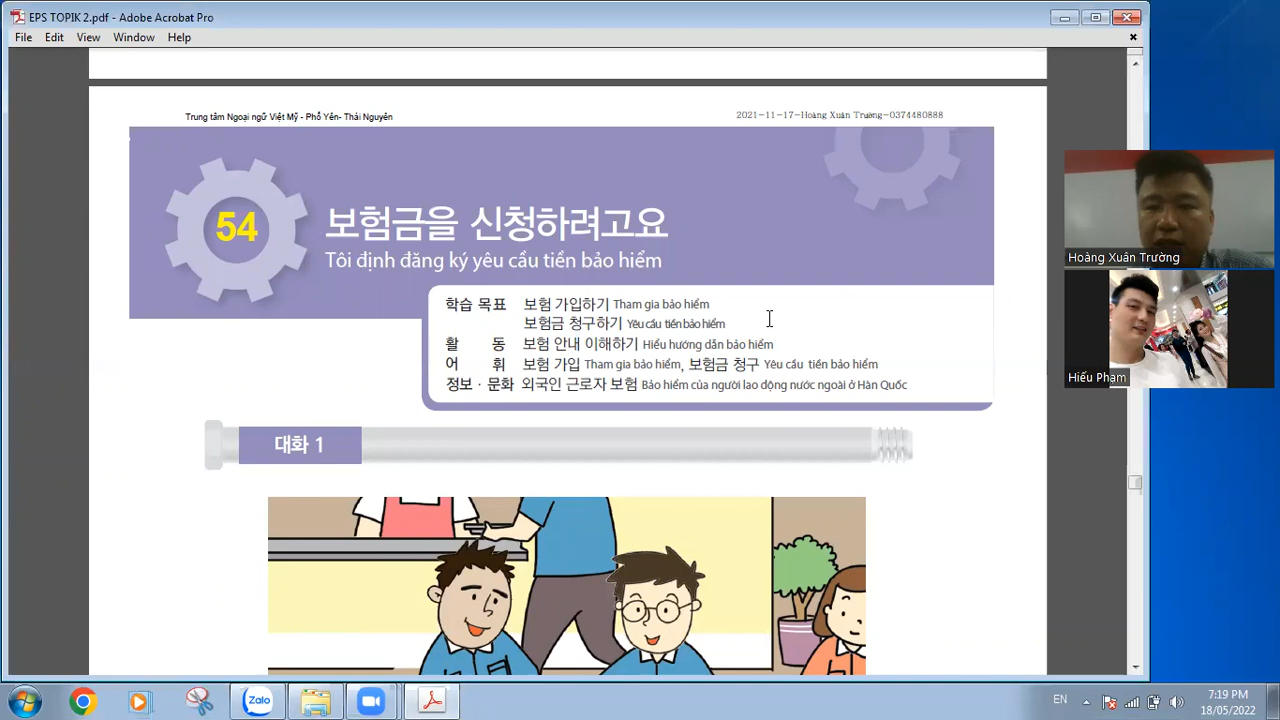 EPS TOPIK 2.pdf - Adobe Acrobat Pro
File Edit View Window Help
Trung tâm Ngoại ngữ Việt Mỹ - Phổ Yên- Thái Nguyên
2021-11-17-Hoàng Xuân Trường-0374480888
54
보험금을 신청하려고요
Tôi định đăng ký yêu cầu tiền bảo hiểm
학습 목표 보험 가입하기 Tham gia bảo hiểm
보험금 청구하기 Yêu cầu tiền bảo hiểm
활 동 보험 안내 이해하기 Hiểu hướng dẫn bảo hiểm
어 휘 보험 가입 Tham gia bảo hiểm, 보험금 청구 Yêu cầu tiền bảo hiểm
정보·문화 외국인 근로자 보험 Bảo hiểm của người lao động nước ngoài ở Hàn Quốc
대화 1
Hoàng Xuân Trường
Hiếu Phạm
Zalo
EN
7:19 PM
18/05/2022